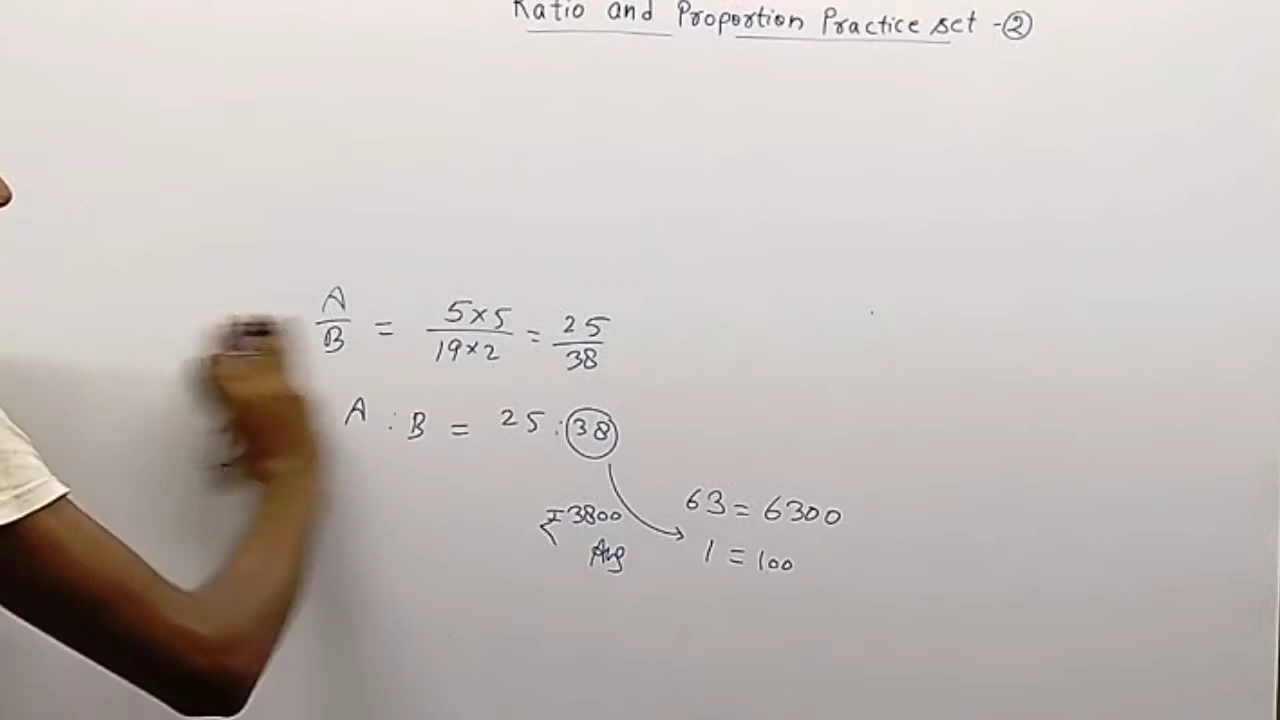 Ratio and Proportion Practice set -②
A/B = 5×5/19×2 = 25/38
A : B = 25 : 38
₹3800
63 = 6300
Ans
1 = 100